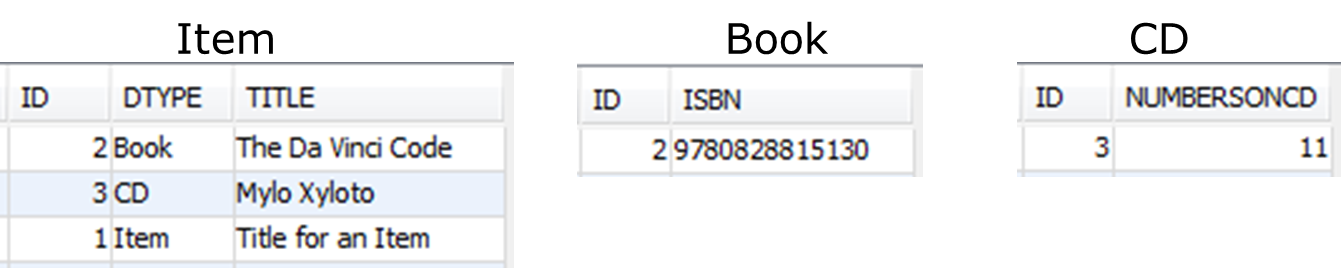 Item Book CD
ID DTYPE TITLE ID ISBN ID NUMBERSONCD
2 Book The Da Vinci Code 2 9780828815130 3 11
3 CD Mylo Xyloto
1 Item Title for an Item